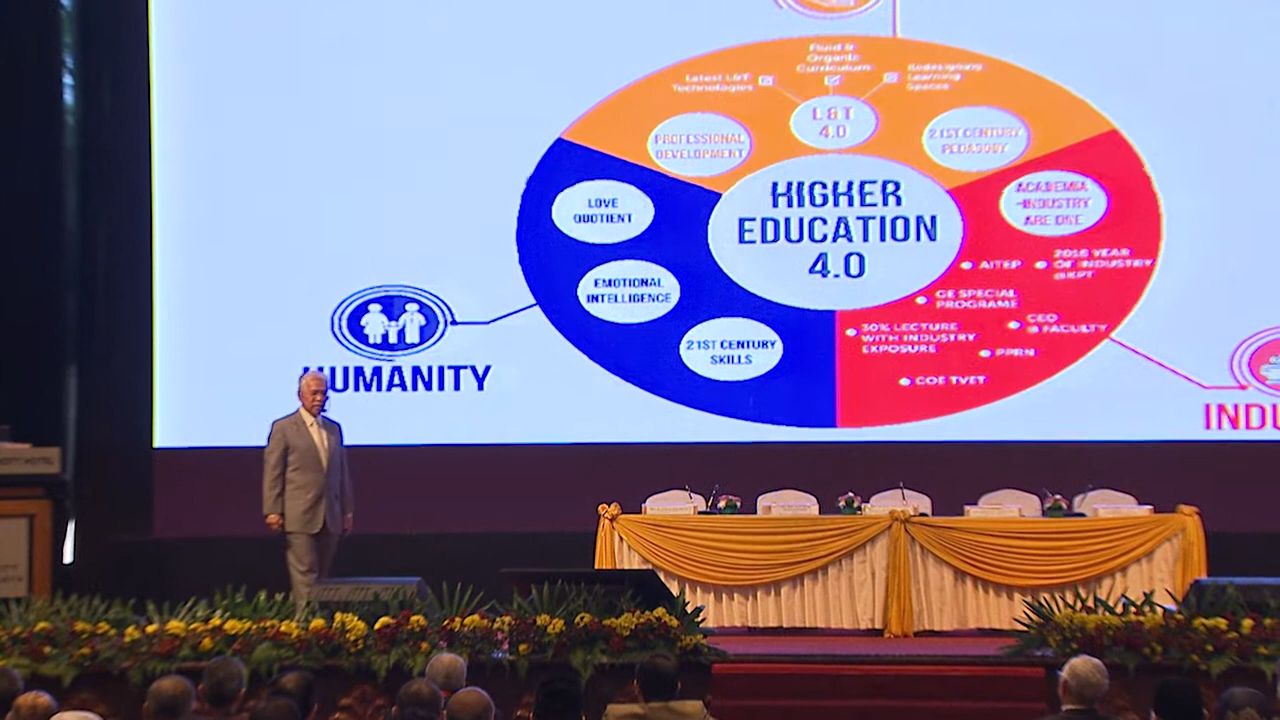 Fluid &
Organic
Curriculum
Latest L&T
Technologies
Redesigning
Learning
Spaces
L & T
4.0
PROFESSIONAL
DEVELOPMENT
21ST CENTURY
PEDAGOGY
HIGHER
EDUCATION
4.0
LOVE
QUOTIENT
EMOTIONAL
INTELLIGENCE
21ST CENTURY
SKILLS
ACADEMIA
-INDUSTRY
ARE ONE
AITEP
2016 YEAR
OF INDUSTRY
@KPT
GE SPECIAL
PROGRAME
CEO
@ FACULTY
30% LECTURE
WITH INDUSTRY
EXPOSURE
PPRN
COE TVET
HUMANITY
INDU